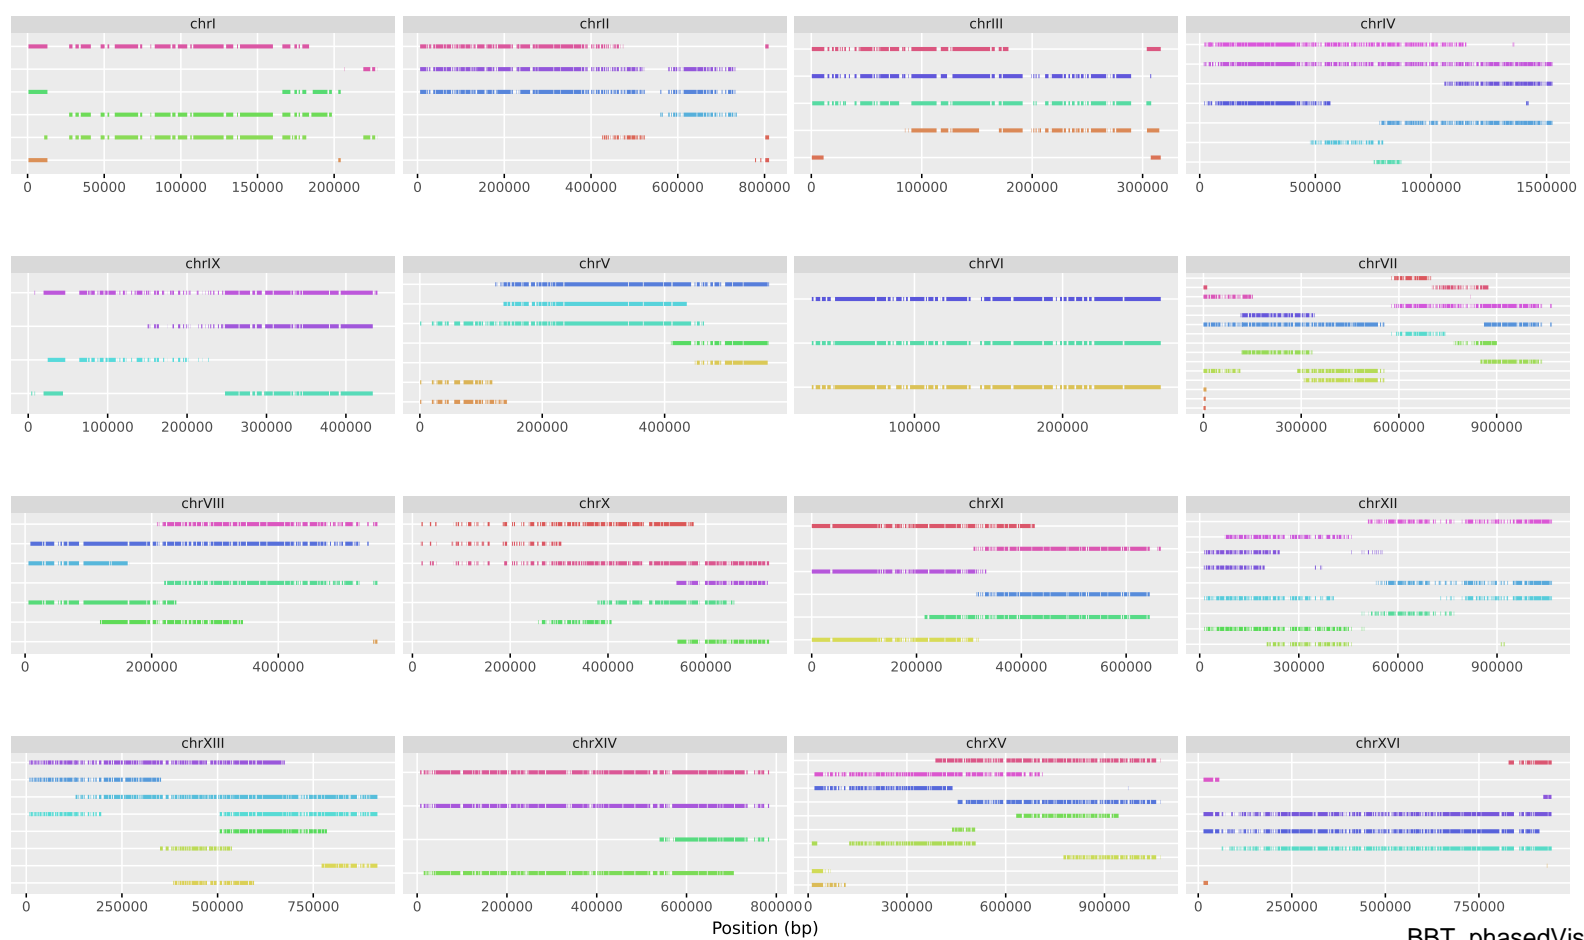 chrI chrII chrIII chrIV
0 50000 100000 150000 200000 0 200000 400000 600000 800000 0 100000 200000 300000 0 500000 1000000 1500000
chrIX chrV chrVI chrVII
0 100000 200000 300000 400000 0 200000 400000 100000 200000 0 300000 600000 900000
chrVIII chrX chrXI chrXII
0 200000 400000 0 200000 400000 600000 0 200000 400000 600000 0 300000 600000 900000
chrXIII chrXIV chrXV chrXVI
0 250000 500000 750000 0 200000 400000 600000 800000 0 300000 600000 900000 0 250000 500000 750000
Position (bp)
BBT_phasedVis